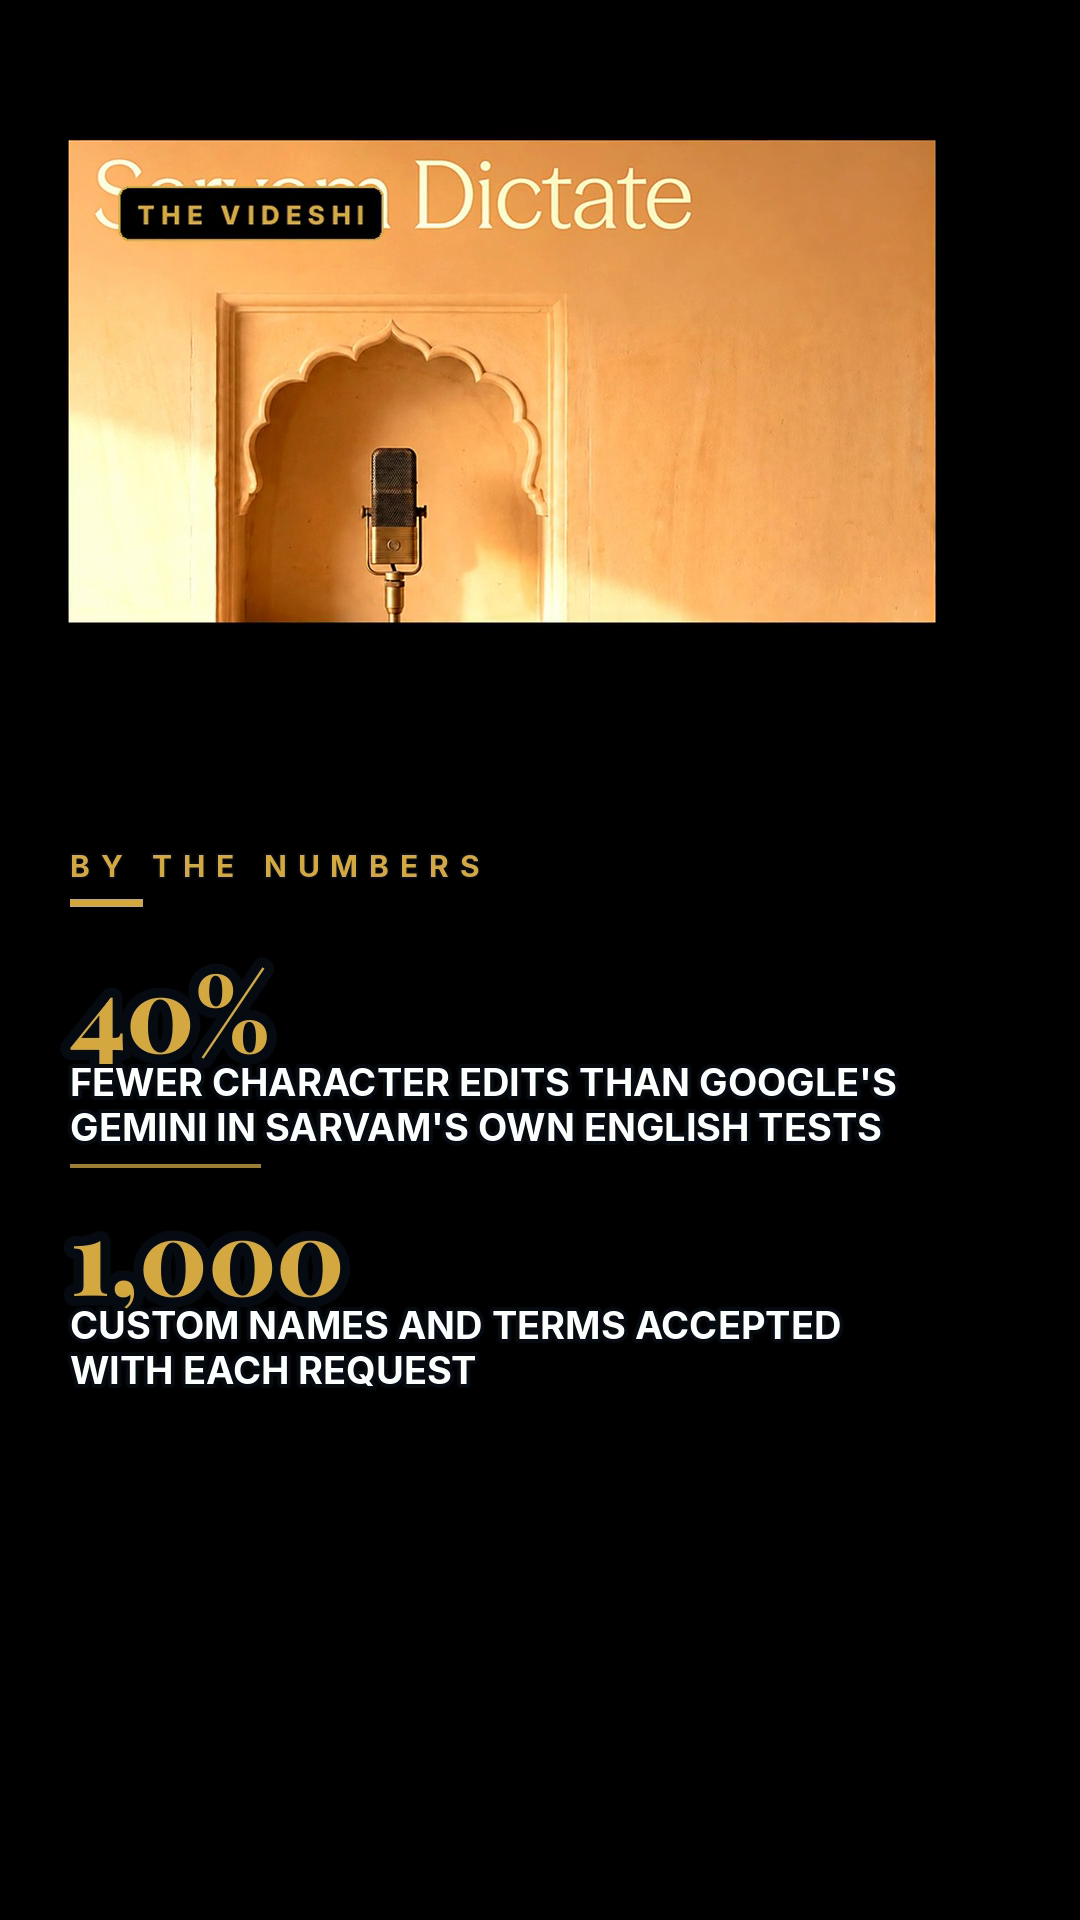 Dictate
THE VIDESHI
BY THE NUMBERS
40%
FEWER CHARACTER EDITS THAN GOOGLE'S
GEMINI IN SARVAM'S OWN ENGLISH TESTS
1,000
CUSTOM NAMES AND TERMS ACCEPTED
WITH EACH REQUEST